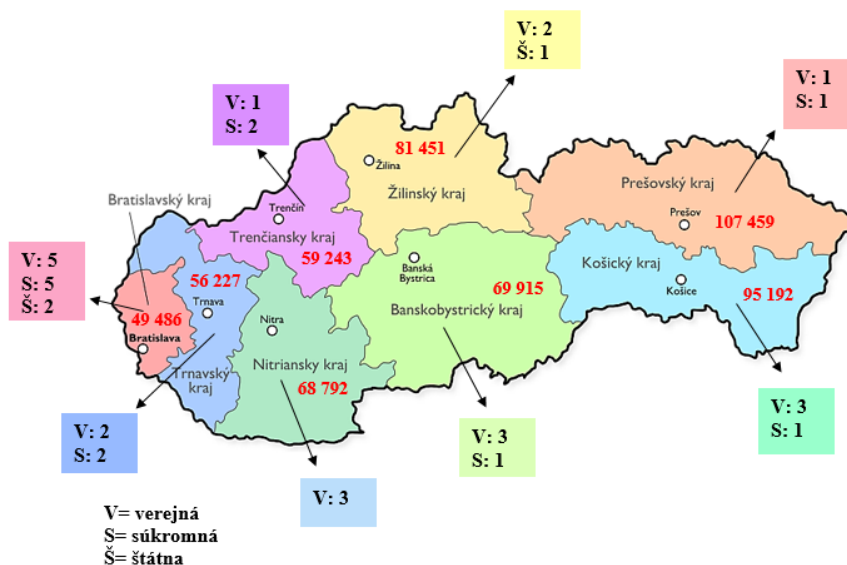 V: 2
Š: 1
V: 1
S: 2
V: 1
S: 1
81 451
Žilina
Žilinský kraj
Prešovský kraj
Bratislavský kraj
Trenčín
Trenčiansky kraj
59 243
Prešov
107 459
Košický kraj
V: 5
S: 5
Š: 2
56 227
Trnava
Banská
Bystrica
69 915
Košice
95 192
49 486
Bratislava
Nitra
Banskobystrický kraj
Trnavský
kraj
Nitriansky kraj
68 792
V: 2
S: 2
V: 3
S: 1
V: 3
S: 1
V: 3
V= verejná
S= súkromná
Š= štátna